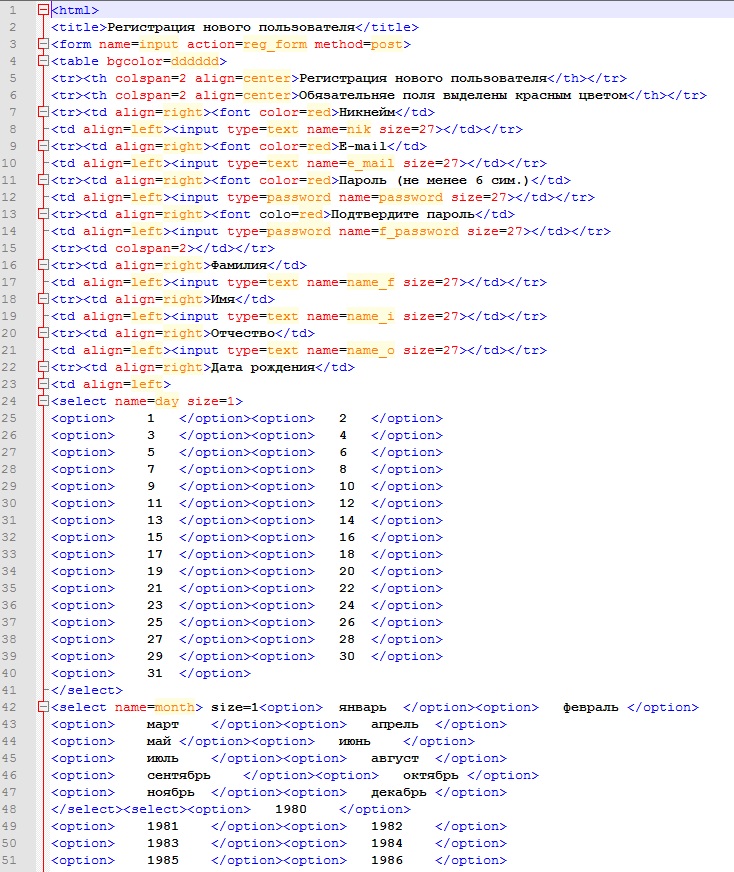 1 <html>
2 <title>Регистрация нового пользователя</title>
3 <form name=input action=reg_form method=post>
4 <table bgcolor=dddddd>
5 <tr><th colspan=2 align=center>Регистрация нового пользователя</th></tr>
6 <tr><th colspan=2 align=center>Обязательняе поля выделены красным цветом</th></tr>
7 <tr><td align=right><font color=red>Никнейм</td>
8 <td align=left><input type=text name=nik size=27></td></tr>
9 <tr><td align=right><font color=red>E-mail</td>
10 <td align=left><input type=text name=e_mail size=27></td></tr>
11 <tr><td align=right><font color=red>Пароль (не менее 6 сим.)</td>
12 <td align=left><input type=password name=password size=27></td></tr>
13 <tr><td align=right><font colo=red>Подтвердите пароль</td>
14 <td align=left><input type=password name=f_password size=27></td></tr>
15 <tr><td colspan=2></td></tr>
16 <tr><td align=right>Фамилия</td>
17 <td align=left><input type=text name=name_f size=27></td></tr>
18 <tr><td align=right>Имя</td>
19 <td align=left><input type=text name=name_i size=27></td></tr>
20 <tr><td align=right>Отчество</td>
21 <td align=left><input type=text name=name_o size=27></td></tr>
22 <tr><td align=right>Дата рождения</td>
23 <td align=left>
24 <select name=day size=1>
25 <option> 1 </option><option> 2 </option>
26 <option> 3 </option><option> 4 </option>
27 <option> 5 </option><option> 6 </option>
28 <option> 7 </option><option> 8 </option>
29 <option> 9 </option><option> 10 </option>
30 <option> 11 </option><option> 12 </option>
31 <option> 13 </option><option> 14 </option>
32 <option> 15 </option><option> 16 </option>
33 <option> 17 </option><option> 18 </option>
34 <option> 19 </option><option> 20 </option>
35 <option> 21 </option><option> 22 </option>
36 <option> 23 </option><option> 24 </option>
37 <option> 25 </option><option> 26 </option>
38 <option> 27 </option><option> 28 </option>
39 <option> 29 </option><option> 30 </option>
40 <option> 31 </option>
41 </select>
42 <select name=month> size=1<option> январь </option><option> февраль </option>
43 <option> март </option><option> апрель </option>
44 <option> май </option><option> июнь </option>
45 <option> июль </option><option> август </option>
46 <option> сентябрь </option><option> октябрь </option>
47 <option> ноябрь </option><option> декабрь </option>
48 </select><select><option> 1980 </option>
49 <option> 1981 </option><option> 1982 </option>
50 <option> 1983 </option><option> 1984 </option>
51 <option> 1985 </option><option> 1986 </option>